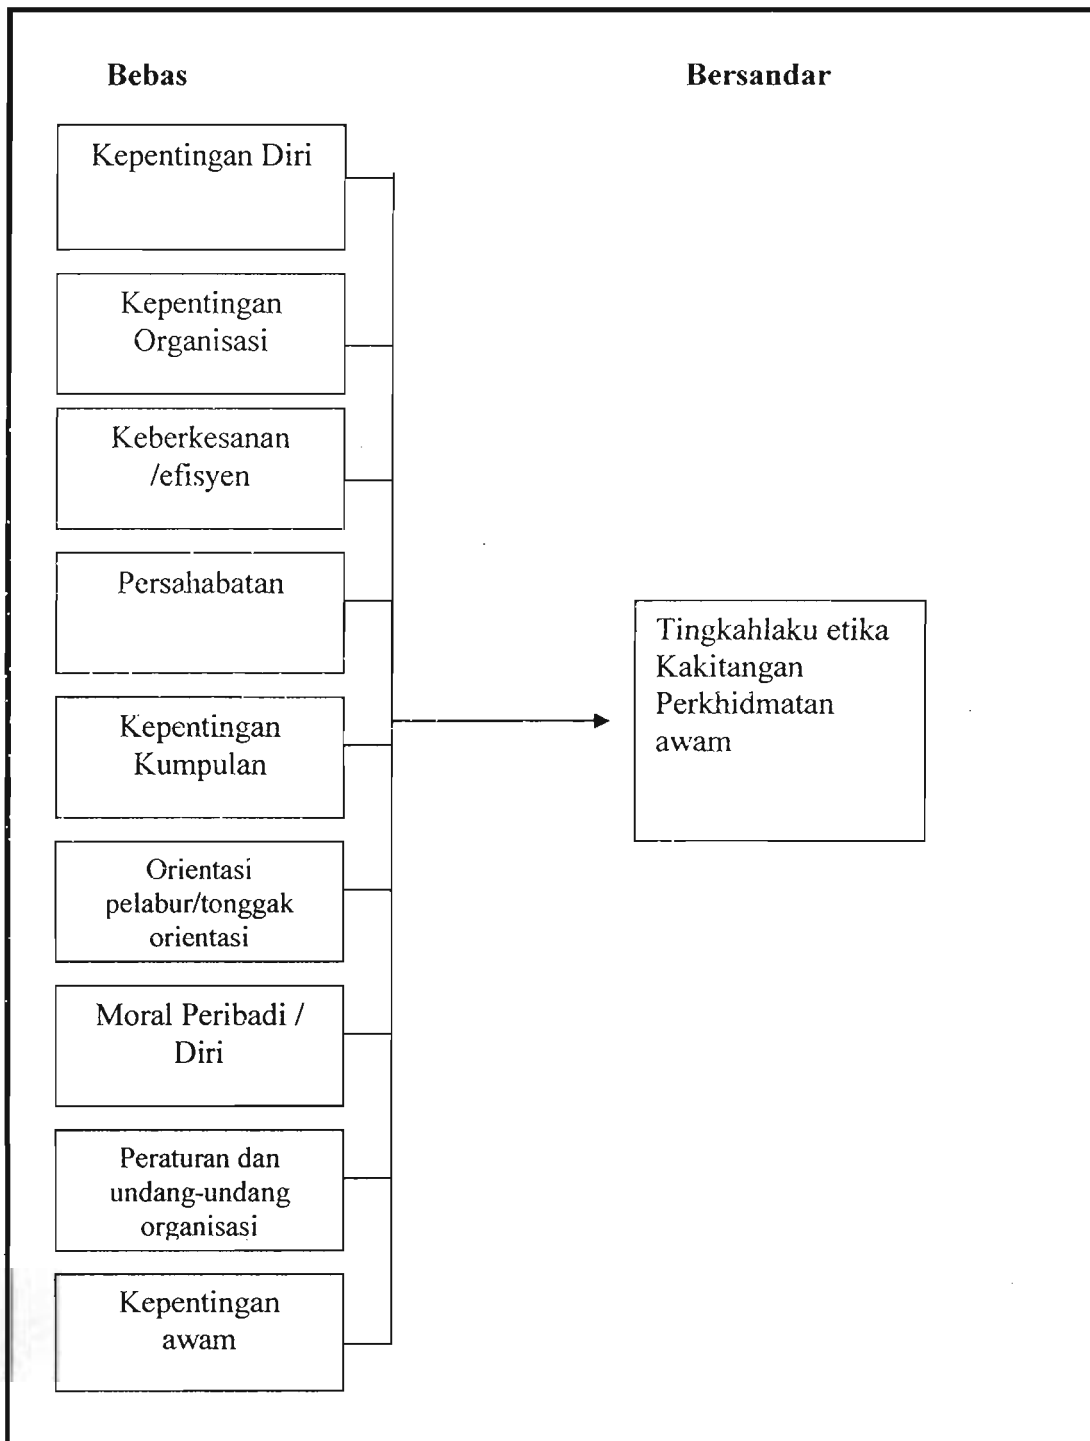 Bebas
Bersandar
Kepentingan Diri
Kepentingan
Organisasi
Keberkesanan
/efisyen
Persahabatan
Kepentingan
Kumpulan
Orientasi
pelabur/tonggak
orientasi
Moral Peribadi /
Diri
Peraturan dan
undang-undang
organisasi
Kepentingan
awam
Tingkahlaku etika
Kakitangan
Perkhidmatan
awam